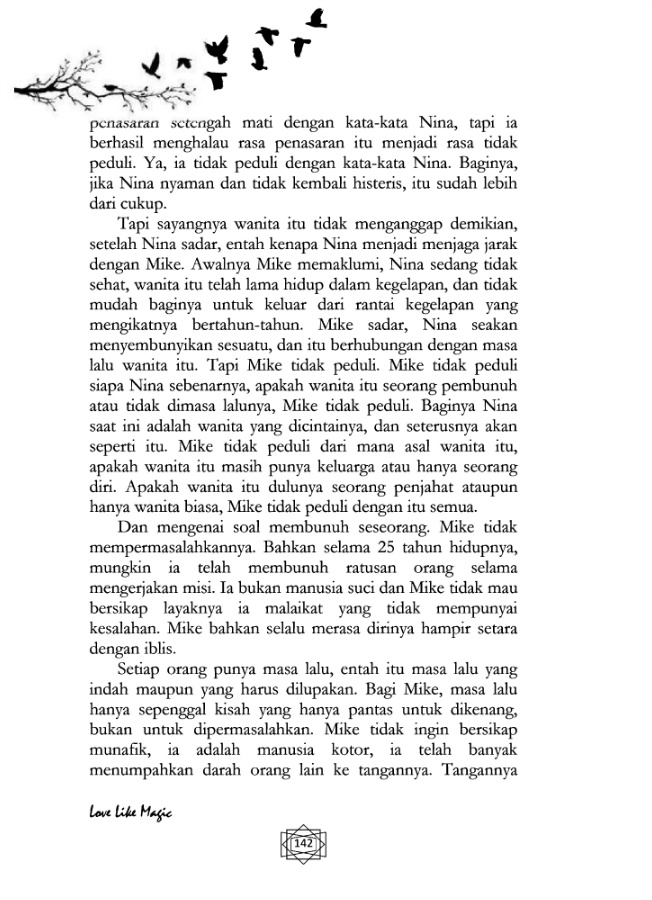 penasaran setengah mati dengan kata-kata Nina, tapi ia
berhasil menghalau rasa penasaran itu menjadi rasa tidak
peduli. Ya, ia tidak peduli dengan kata-kata Nina. Baginya,
jika Nina nyaman dan tidak kembali histeris, itu sudah lebih
dari cukup.
Tapi sayangnya wanita itu tidak menganggap demikian,
setelah Nina sadar, entah kenapa Nina menjadi menjaga jarak
dengan Mike. Awalnya Mike memaklumi, Nina sedang tidak
sehat, wanita itu telah lama hidup dalam kegelapan, dan tidak
mudah baginya untuk keluar dari rantai kegelapan yang
mengikatnya bertahun-tahun. Mike sadar, Nina seakan
menyembunyikan sesuatu, dan itu berhubungan dengan masa
lalu wanita itu. Tapi Mike tidak peduli. Mike tidak peduli
siapa Nina sebenarnya, apakah wanita itu seorang pembunuh
atau tidak dimasa lalunya, Mike tidak peduli. Baginya Nina
saat ini adalah wanita yang dicintainya, dan seterusnya akan
seperti itu. Mike tidak peduli dari mana asal wanita itu,
apakah wanita itu masih punya keluarga atau hanya seorang
diri. Apakah wanita itu dulunya seorang penjahat ataupun
hanya wanita biasa, Mike tidak peduli dengan itu semua.
Dan mengenai soal membunuh seseorang. Mike tidak
mempermasalahkannya. Bahkan selama 25 tahun hidupnya,
mungkin ia telah membunuh ratusan orang selama
mengerjakan misi. Ia bukan manusia suci dan Mike tidak mau
bersikap layaknya ia malaikat yang tidak mempunyai
kesalahan. Mike bahkan selalu merasa dirinya hampir setara
dengan iblis.
Setiap orang punya masa lalu, entah itu masa lalu yang
indah maupun yang harus dilupakan. Bagi Mike, masa lalu
hanya sepenggal kisah yang hanya pantas untuk dikenang,
bukan untuk dipermasalahkan. Mike tidak ingin bersikap
munafik, ia adalah manusia kotor, ia telah banyak
menumpahkan darah orang lain ke tangannya. Tangannya
Love Like Magic
142